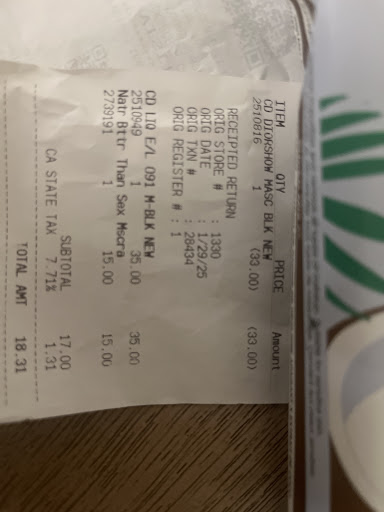 ITEM QTY PRICE Amount
CD DIORSHOW MASC BLK NEW
2510816 1 (33.00) (33.00)
RECEIPTED RETURN
ORIG STORE # : 1330
ORIG DATE : 1/29/25
ORIG TXN # : 28434
ORIG REGISTER # : 1
CD LIQ E/L 091 M-BLK NEW
2510949 1 35.00 35.00
Natr Bttr Than Sex Mscra
2739191 1 15.00 15.00
SUBTOTAL 17.00
CA STATE TAX 7.71% 1.31
TOTAL AMT 18.31